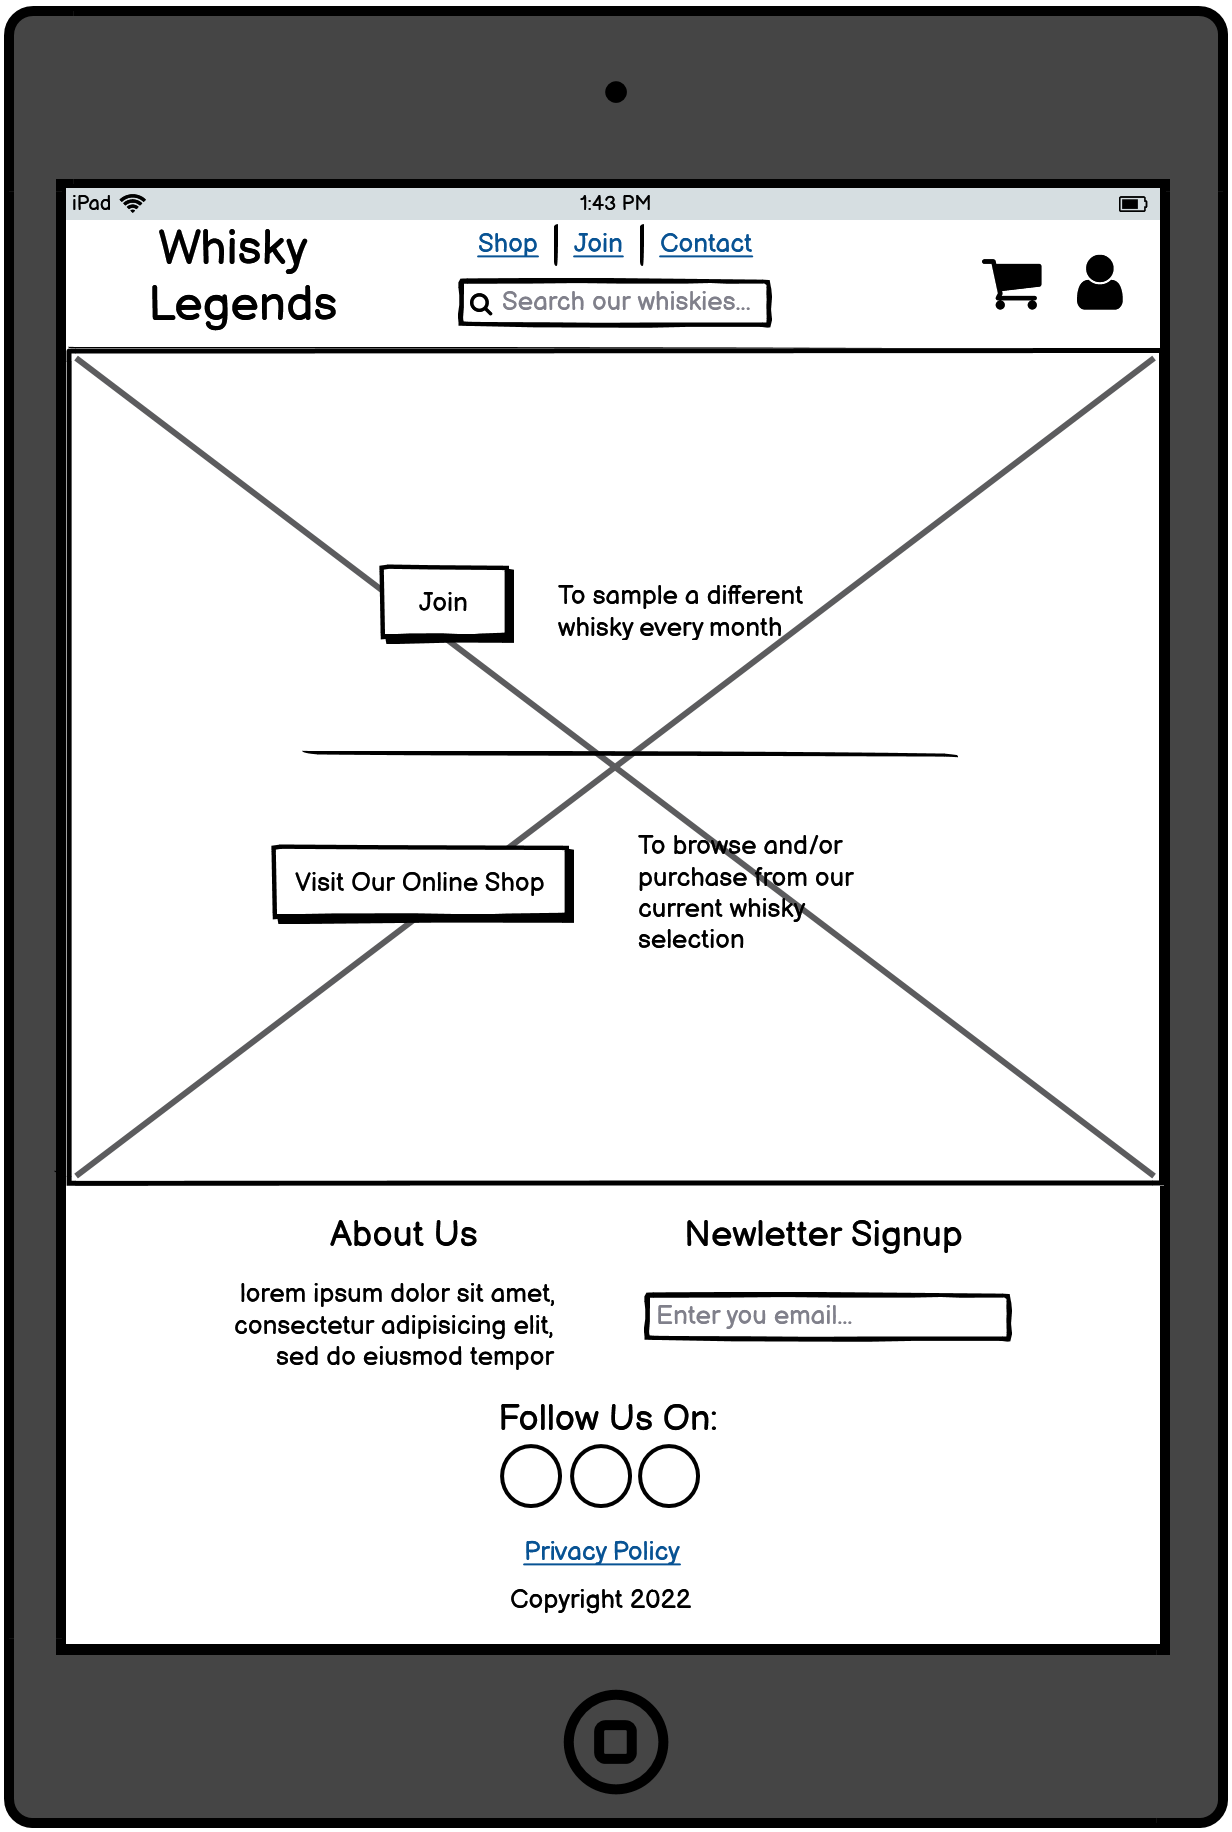 iPad
1:43 PM
Whisky
Legends
Shop
Join
Contact
Search our whiskies...
Join
To sample a different
whisky every month
Visit Our Online Shop
To browse and/or
purchase from our
current whisky
selection
About Us
lorem ipsum dolor sit amet,
consectetur adipisicing elit,
sed do eiusmod tempor
Newletter Signup
Enter you email...
Follow Us On:
Privacy Policy
Copyright 2022